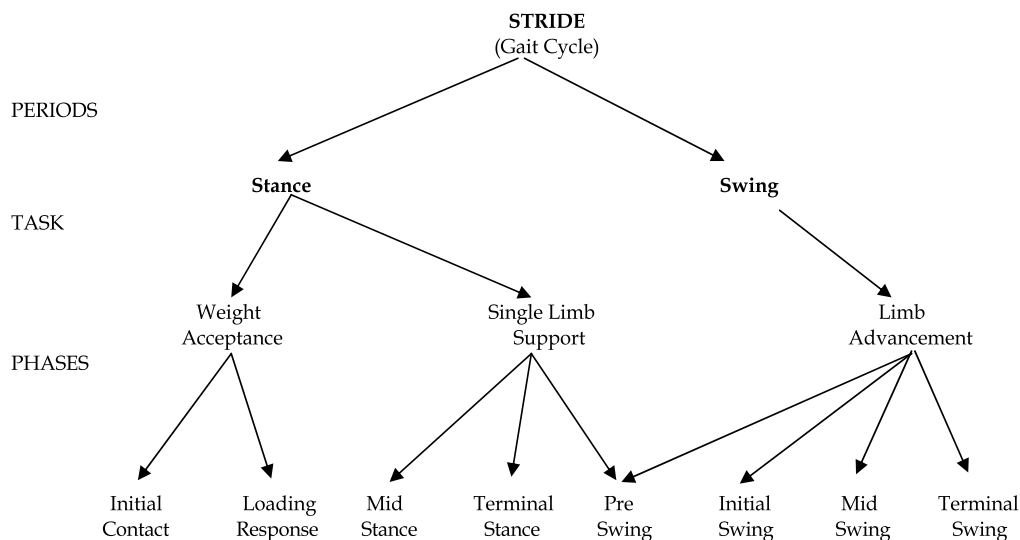 STRIDE
(Gait Cycle)
PERIODS
Stance
Swing
TASK
Weight
Acceptance
Single Limb
Support
Limb
Advancement
PHASES
Initial
Contact
Loading
Response
Mid
Stance
Terminal
Stance
Pre
Swing
Initial
Swing
Mid
Swing
Terminal
Swing